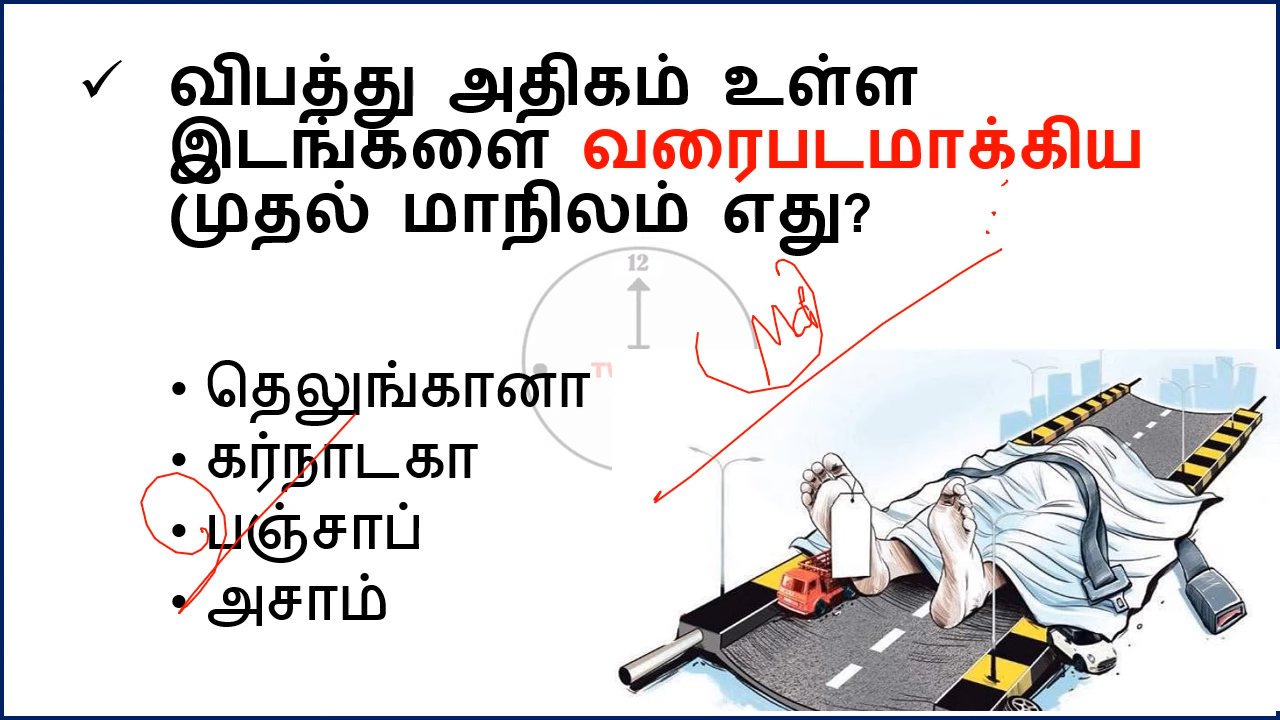 விபத்து அதிகம் உள்ள
இடங்களை வரைபடமாக்கிய
முதல் மாநிலம் எது?
12
• தெலுங்கானா
• கர்நாடகா
• பஞ்சாப்
• அசாம்